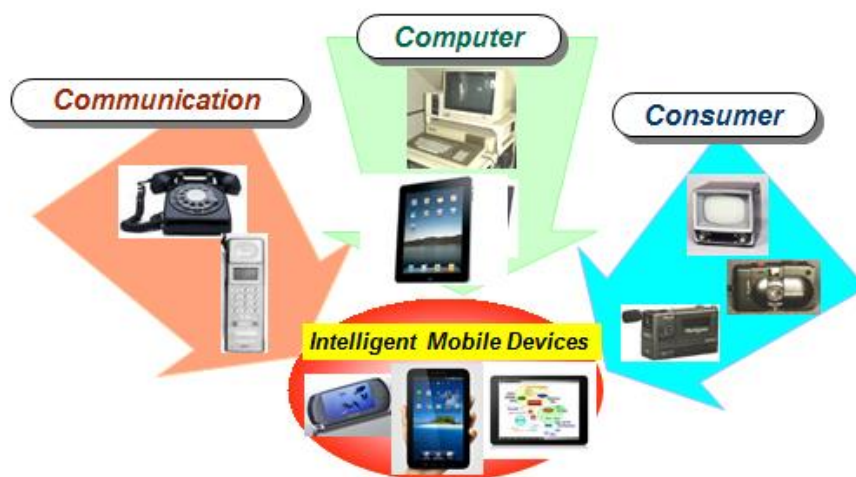 Computer
Communication
Consumer
Intelligent Mobile Devices